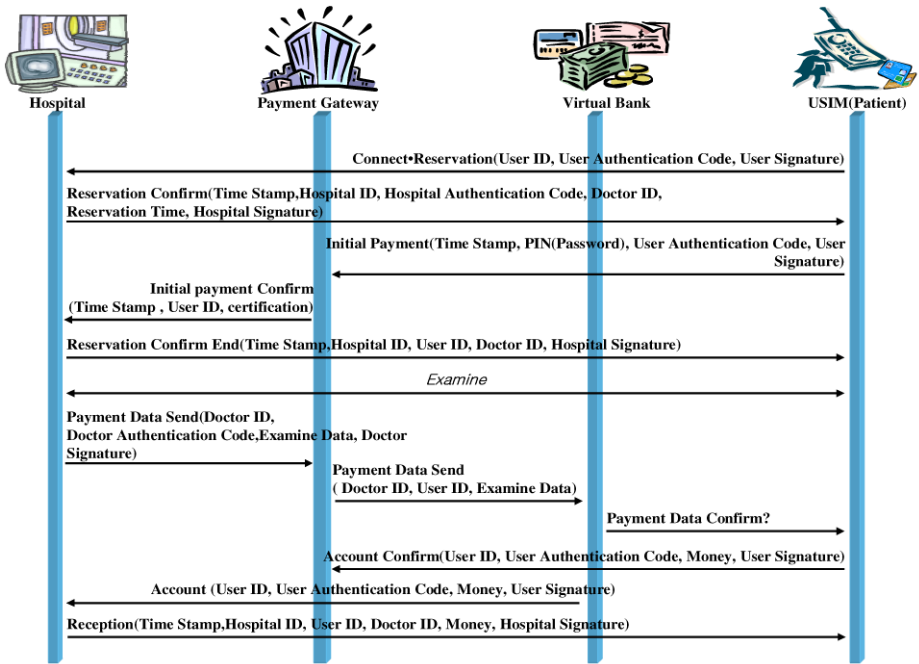 Hospital
Payment Gateway
Virtual Bank
USIM(Patient)
Connect•Reservation(User ID, User Authentication Code, User Signature)
Reservation Confirm(Time Stamp,Hospital ID, Hospital Authentication Code, Doctor ID,
Reservation Time, Hospital Signature)
Initial Payment(Time Stamp, PIN(Password), User Authentication Code, User
Signature)
Initial payment Confirm
(Time Stamp , User ID, certification)
Reservation Confirm End(Time Stamp,Hospital ID, User ID, Doctor ID, Hospital Signature)
Examine
Payment Data Send(Doctor ID,
Doctor Authentication Code,Examine Data, Doctor
Signature)
Payment Data Send
( Doctor ID, User ID, Examine Data)
Payment Data Confirm?
Account Confirm(User ID, User Authentication Code, Money, User Signature)
Account (User ID, User Authentication Code, Money, User Signature)
Reception(Time Stamp,Hospital ID, User ID, Doctor ID, Money, Hospital Signature)